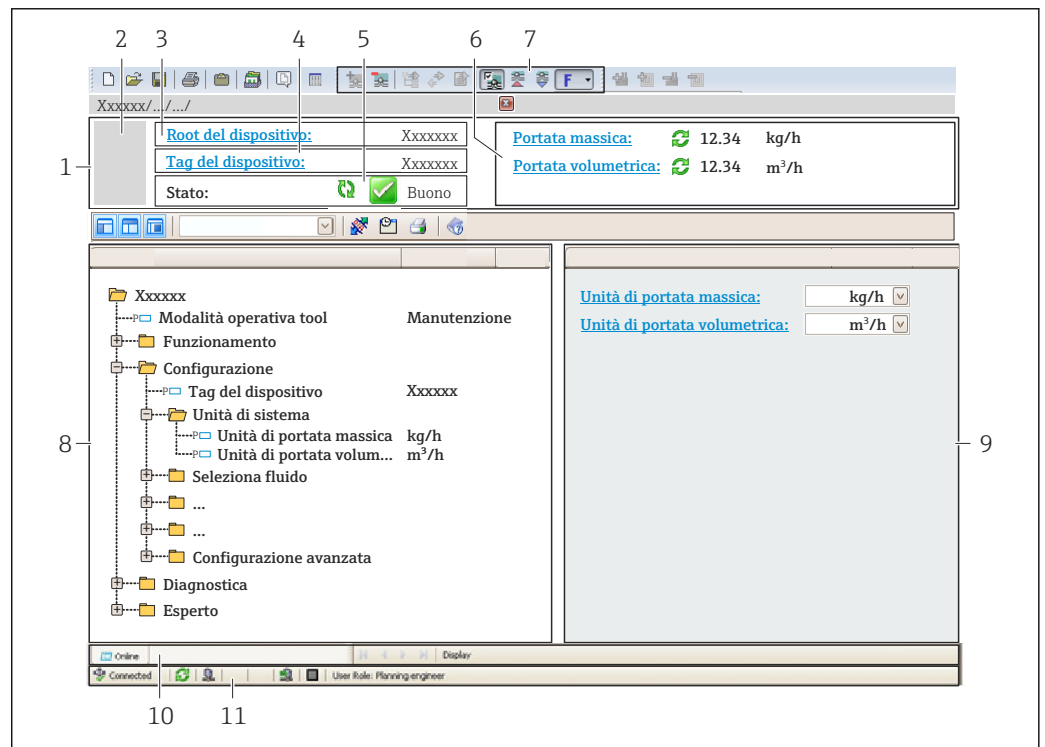 2 3 4 5 6 7
F
Xxxxxx/.../.../
1
Root del dispositivo: Xxxxxxx
Tag del dispositivo: Xxxxxxx
Stato: Buono
Portata massica: 12.34 kg/h
Portata volumetrica: 12.34 m³/h
Xxxxxx
P Modalità operativa tool Manutenzione
Funzionamento
Configurazione
P Tag del dispositivo Xxxxxx
Unità di sistema
P Unità di portata massica kg/h
P Unità di portata volum... m³/h
Seleziona fluido
...
...
Configurazione avanzata
Diagnostica
Esperto
8
Unità di portata massica: kg/h
Unità di portata volumetrica: m³/h
9
Online Display
Connected User Role: Planning engineer
10 11